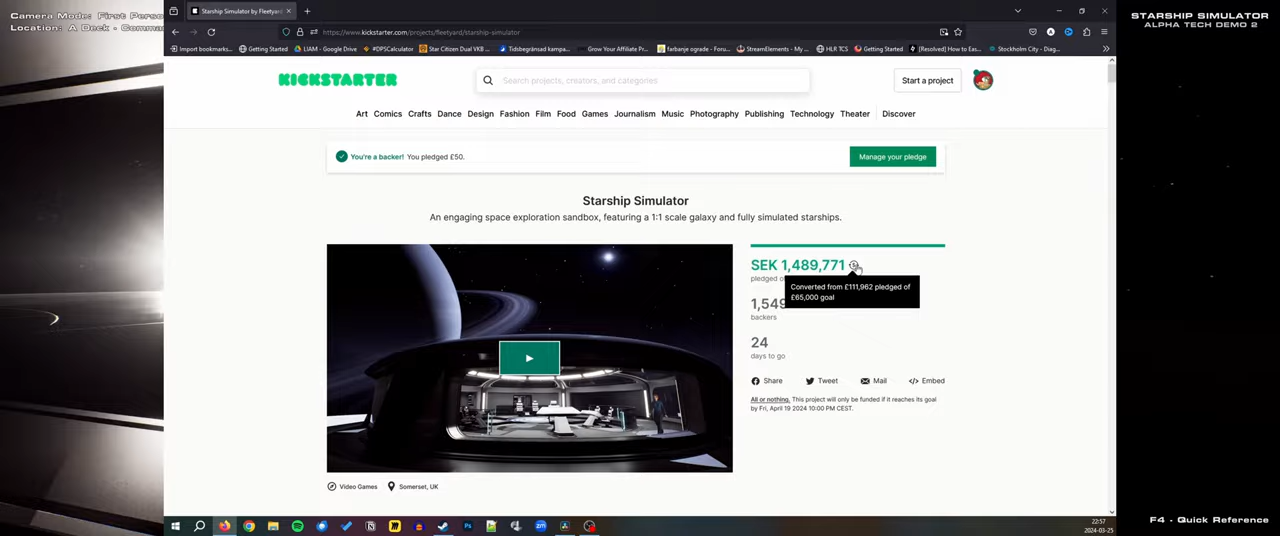 Camera Mode: First Perso
Location: A Deck - Comma
STARSHIP SIMULATOR
ALPHA TECH DEMO 2
Starship Simulator by Fleetyard
https://www.kickstarter.com/projects/fleetyard/starship-simulator
Import bookmarks...
Getting Started
LIAM - Google Drive
#DPSCalculator
Star Citizen Dual VKB ...
Tidsbegränsad kampa...
Grow Your Affiliate Pr...
farbanje ograde - Foru...
StreamElements - My ...
HLR TCS
Getting Started
[Resolved] How to Eas...
Stockholm City - Diag...
KICKSTARTER
Search projects, creators, and categories
Start a project
Art Comics Crafts Dance Design Fashion Film Food Games Journalism Music Photography Publishing Technology Theater Discover
You're a backer! You pledged £50.
Manage your pledge
Starship Simulator
An engaging space exploration sandbox, featuring a 1:1 scale galaxy and fully simulated starships.
SEK 1,489,771
pledged o
Converted from £111,962 pledged of
£65,000 goal
1,549
backers
24
days to go
Share Tweet Mail Embed
All or nothing. This project will only be funded if it reaches its goal
by Fri, April 19 2024 10:00 PM CEST.
Video Games Somerset, UK
22:57
2024-03-25
F4 - Quick Reference